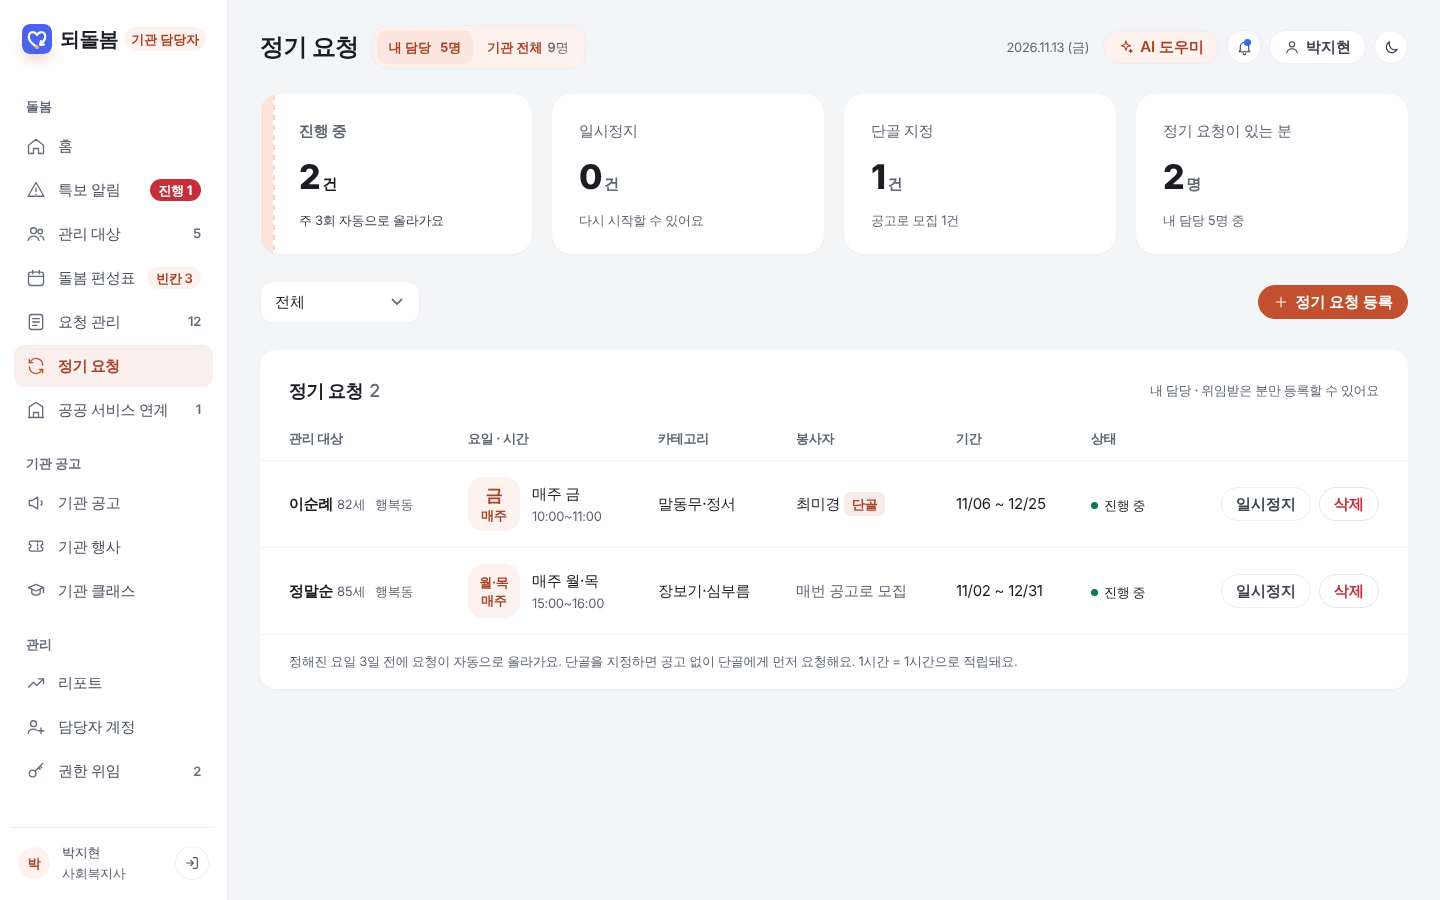 되돌봄 기관 담당자
돌봄
홈
특보 알림 진행 1
관리 대상 5
돌봄 편성표 빈칸 3
요청 관리 12
정기 요청
공공 서비스 연계 1
기관 공고
기관 공고
기관 행사
기관 클래스
관리
리포트
담당자 계정
권한 위임 2
박 박지현
사회복지사
정기 요청 내 담당 5명 기관 전체 9명
2026.11.13 (금) AI 도우미 박지현
진행 중
2건
주 3회 자동으로 올라가요
일시정지
0건
다시 시작할 수 있어요
단골 지정
1건
공고로 모집 1건
정기 요청이 있는 분
2명
내 담당 5명 중
전체
정기 요청 등록
정기 요청 2
내 담당 · 위임받은 분만 등록할 수 있어요
관리 대상 요일 · 시간 카테고리 봉사자 기간 상태
이순례 82세 행복동
금
매주
매주 금
10:00~11:00
말동무·정서
최미경 단골
11/06 ~ 12/25
진행 중
일시정지 삭제
정말순 85세 행복동
월·목
매주
매주 월·목
15:00~16:00
장보기·심부름
매번 공고로 모집
11/02 ~ 12/31
진행 중
일시정지 삭제
정해진 요일 3일 전에 요청이 자동으로 올라가요. 단골을 지정하면 공고 없이 단골에게 먼저 요청해요. 1시간 = 1시간으로 적립돼요.